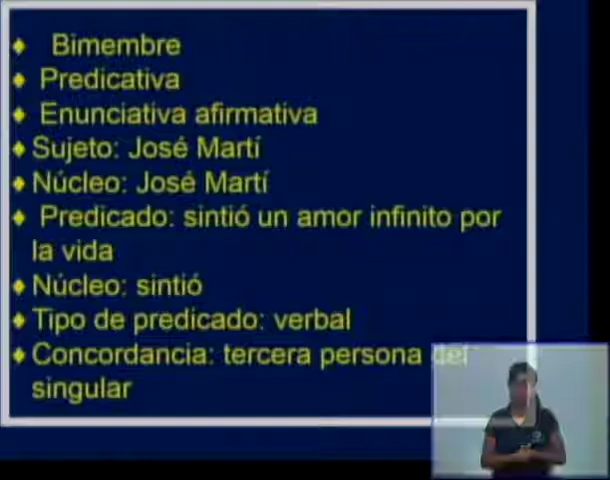 Bimembre
Predicativa
Enunciativa afirmativa
Sujeto: José Martí
Núcleo: José Martí
Predicado: sintió un amor infinito por
la vida
Núcleo: sintió
Tipo de predicado: verbal
Concordancia: tercera persona del
singular